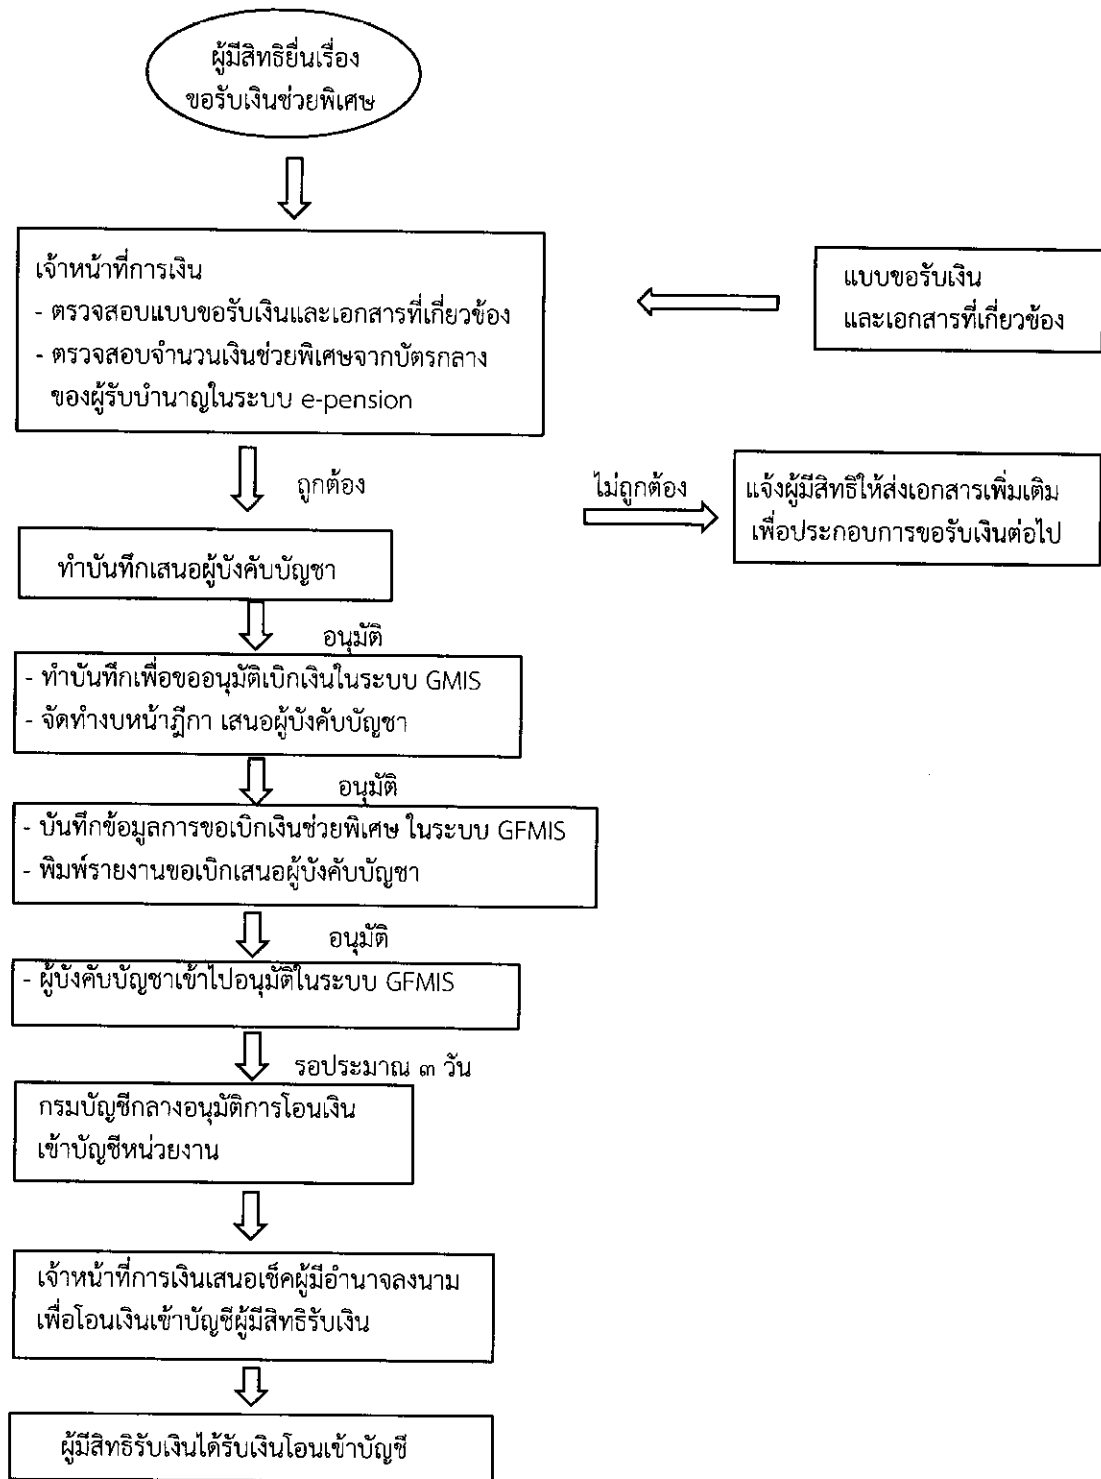 ผู้มีสิทธิยื่นเรื่อง
ขอรับเงินช่วยพิเศษ
เจ้าหน้าที่การเงิน
- ตรวจสอบแบบขอรับเงินและเอกสารที่เกี่ยวข้อง
- ตรวจสอบจำนวนเงินช่วยพิเศษจากบัตรกลาง
ของผู้รับบำนาญในระบบ e-pension
แบบขอรับเงิน
และเอกสารที่เกี่ยวข้อง
ถูกต้อง
ไม่ถูกต้อง
แจ้งผู้มีสิทธิให้ส่งเอกสารเพิ่มเติม
เพื่อประกอบการขอรับเงินต่อไป
ทำบันทึกเสนอผู้บังคับบัญชา
อนุมัติ
- ทำบันทึกเพื่อขออนุมัติเบิกเงินในระบบ GMIS
- จัดทำงบหน้าฎีกา เสนอผู้บังคับบัญชา
อนุมัติ
- บันทึกข้อมูลการขอเบิกเงินช่วยพิเศษ ในระบบ GFMIS
- พิมพ์รายงานขอเบิกเสนอผู้บังคับบัญชา
อนุมัติ
- ผู้บังคับบัญชาเข้าไปอนุมัติในระบบ GFMIS
รอประมาณ ๓ วัน
กรมบัญชีกลางอนุมัติการโอนเงิน
เข้าบัญชีหน่วยงาน
เจ้าหน้าที่การเงินเสนอเช็คผู้มีอำนาจลงนาม
เพื่อโอนเงินเข้าบัญชีผู้มีสิทธิรับเงิน
ผู้มีสิทธิรับเงินได้รับเงินโอนเข้าบัญชี